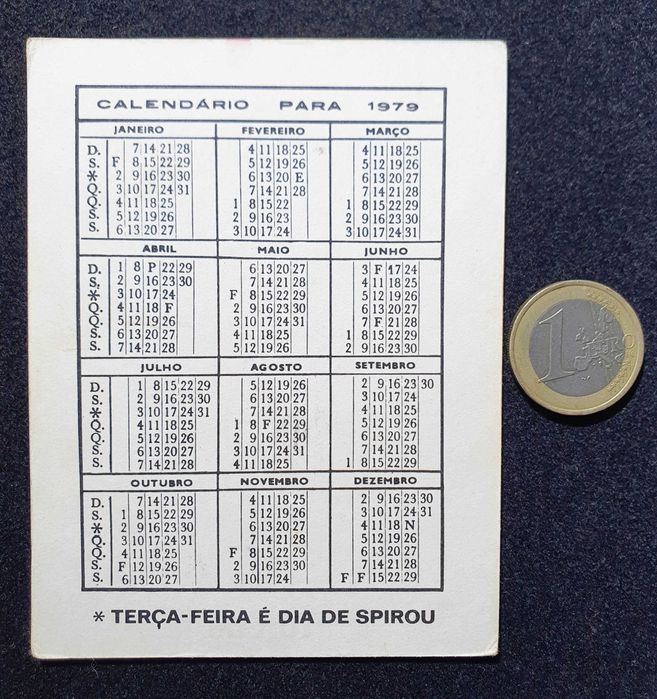 CALENDÁRIO PARA 1979
JANEIRO FEVEREIRO MARÇO
D. 7 14 21 28 4 11 18 25 4 11 18 25
S. F 8 15 22 29 5 12 19 26 5 12 19 26
* 2 9 16 23 30 6 13 20 E 6 13 20 27
Q. 3 10 17 24 31 7 14 21 28 7 14 21 28
Q. 4 11 18 25 1 8 15 22 1 8 15 22 29
S. 5 12 19 26 2 9 16 23 2 9 16 23 30
S. 6 13 20 27 3 10 17 24 3 10 17 24 31
ABRIL MAIO JUNHO
D. 1 8 P 22 29 6 13 20 27 3 F 17 24
S. 2 9 16 23 30 7 14 21 28 4 11 18 25
* 3 10 17 24 F 8 15 22 29 5 12 19 26
Q. 4 11 18 F 2 9 16 23 30 6 13 20 27
Q. 5 12 19 26 3 10 17 24 31 7 F 21 28
S. 6 13 20 27 4 11 18 25 1 8 15 22 29
S. 7 14 21 28 5 12 19 26 2 9 16 23 30
JULHO AGOSTO SETEMBRO
D. 1 8 15 22 29 5 12 19 26 2 9 16 23 30
S. 2 9 16 23 30 6 13 20 27 3 10 17 24
* 3 10 17 24 31 7 14 21 28 4 11 18 25
Q. 4 11 18 25 1 8 F 22 29 5 12 19 26
Q. 5 12 19 26 2 9 16 23 30 6 13 20 27
S. 6 13 20 27 3 10 17 24 31 7 14 21 28
S. 7 14 21 28 4 11 18 25 1 8 15 22 29
OUTUBRO NOVEMBRO DEZEMBRO
D. 7 14 21 28 4 11 18 25 2 9 16 23 30
S. 1 8 15 22 29 5 12 19 26 3 10 17 24 31
* 2 9 16 23 30 6 13 20 27 4 11 18 N
Q. 3 10 17 24 31 7 14 21 28 5 12 19 26
Q. 4 11 18 25 F 8 15 22 29 6 13 20 27
S. F 12 19 26 2 9 16 23 30 7 14 21 28
S. 6 13 20 27 3 10 17 24 F F 15 22 29
* TERÇA-FEIRA É DIA DE SPIROU
1